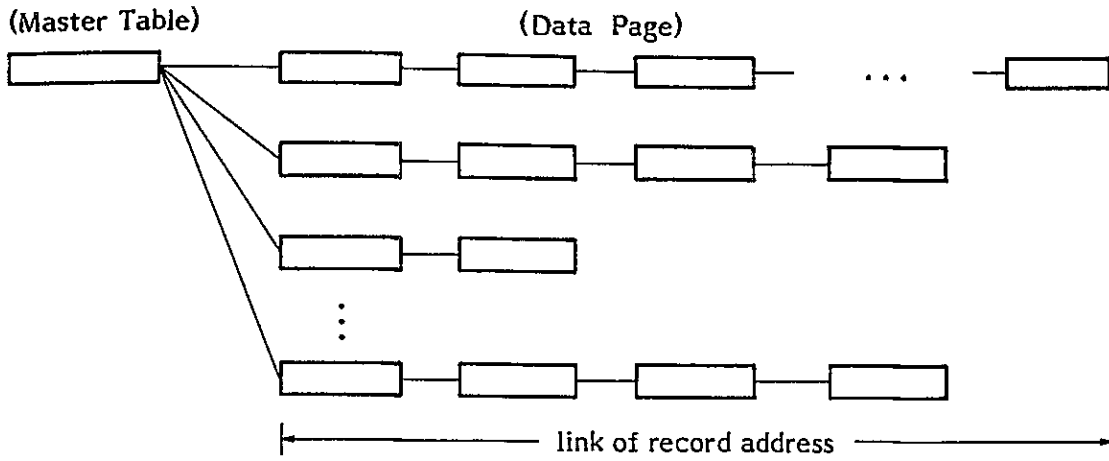 (Master Table)
(Data Page)
link of record address